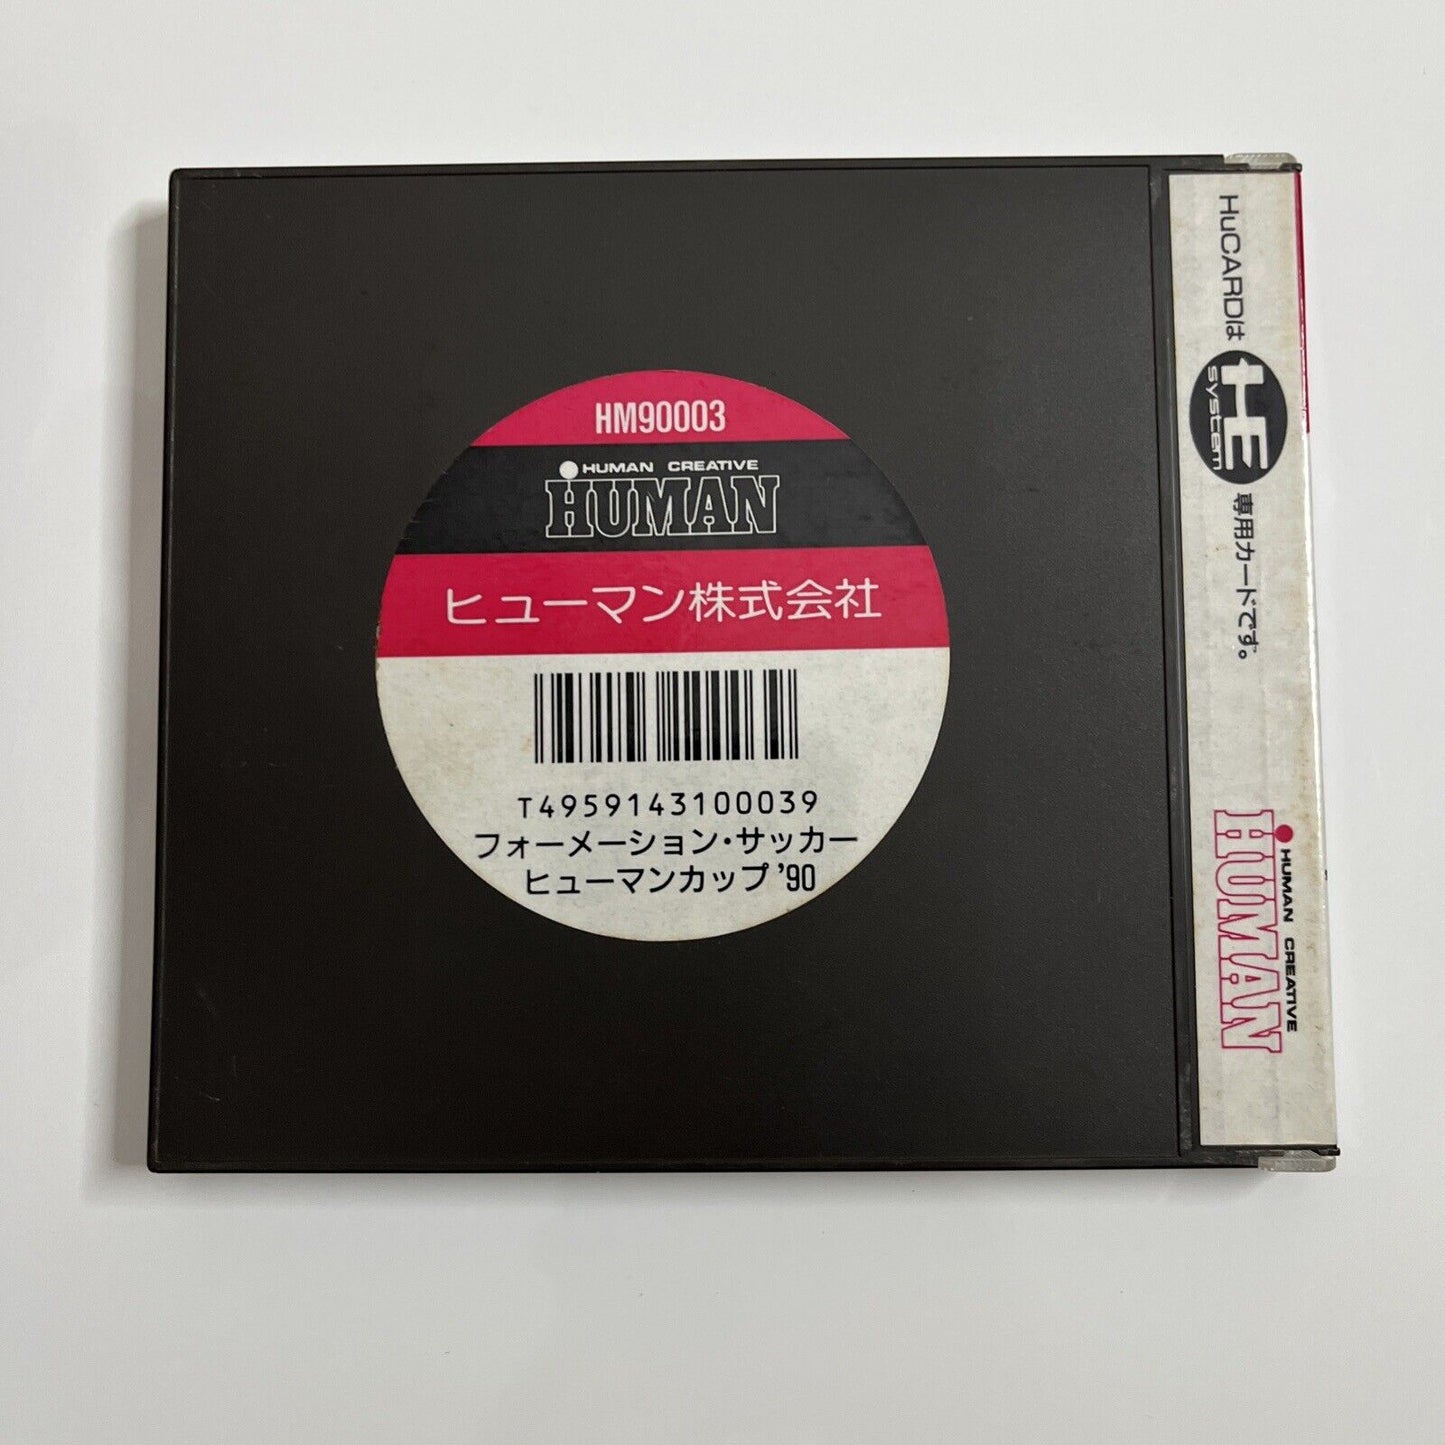 HM90003
HUMAN CREATIVE
HUMAN
ヒューマン株式会社
T4959143100039
フォーメーション・サッカー
ヒューマンカップ'90
HuCARDは
HE
system
専用カードです。
HUMAN CREATIVE
HUMAN